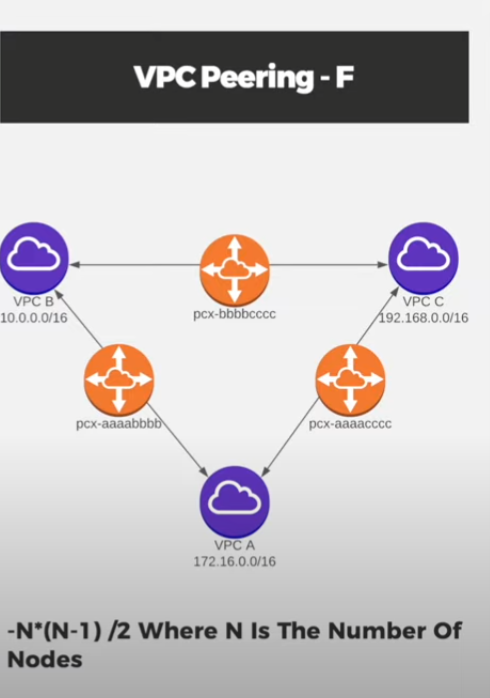 VPC Peering - F
VPC B
10.0.0.0/16
pcx-bbbbcccc
VPC C
192.168.0.0/16
pcx-aaaabbbb
pcx-aaaacccc
VPC A
172.16.0.0/16
-N*(N-1) /2 Where N Is The Number Of
Nodes